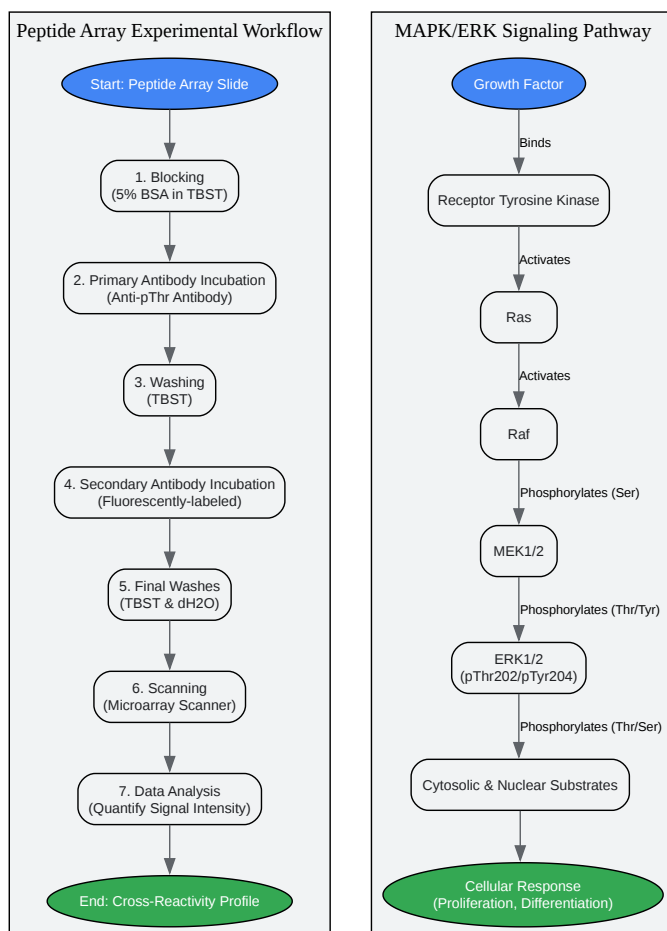 Peptide Array Experimental Workflow
Start: Peptide Array Slide
1. Blocking
(5% BSA in TBST)
2. Primary Antibody Incubation
(Anti-pThr Antibody)
3. Washing
(TBST)
4. Secondary Antibody Incubation
(Fluorescently-labeled)
5. Final Washes
(TBST & dH2O)
6. Scanning
(Microarray Scanner)
7. Data Analysis
(Quantify Signal Intensity)
End: Cross-Reactivity Profile
MAPK/ERK Signaling Pathway
Growth Factor
Binds
Receptor Tyrosine Kinase
Activates
Ras
Activates
Raf
Phosphorylates (Ser)
MEK1/2
Phosphorylates (Thr/Tyr)
ERK1/2
(pThr202/pTyr204)
Phosphorylates (Thr/Ser)
Cytosolic & Nuclear Substrates
Cellular Response
(Proliferation, Differentiation)